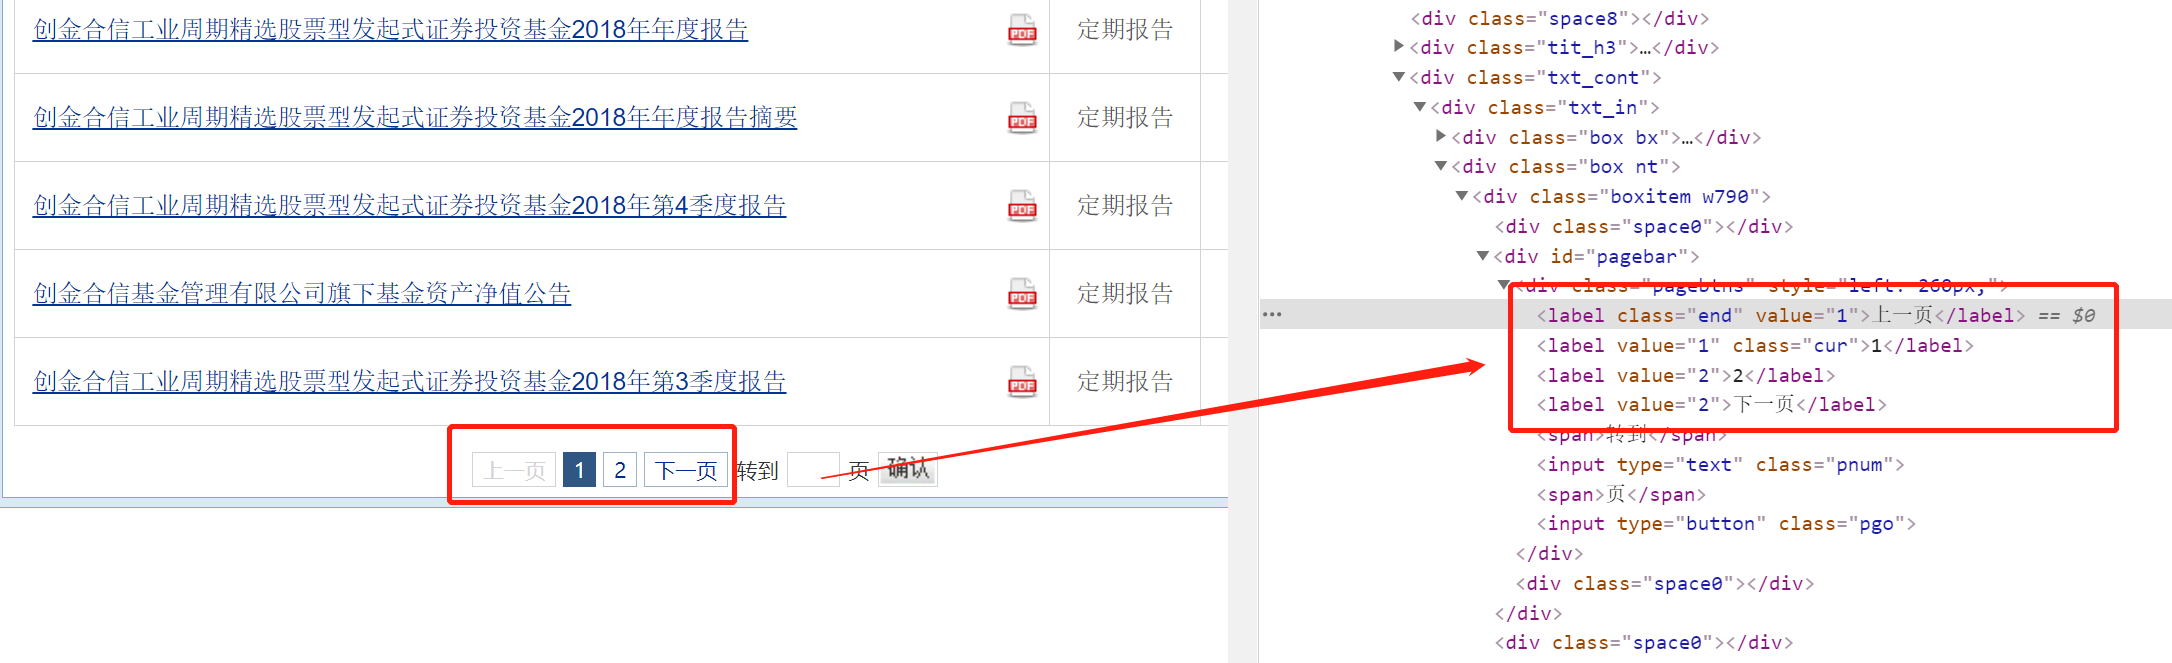 创金合信工业周期精选股票型发起式证券投资基金2018年年度报告
PDF
定期报告
创金合信工业周期精选股票型发起式证券投资基金2018年年度报告摘要
PDF
定期报告
创金合信工业周期精选股票型发起式证券投资基金2018年第4季度报告
PDF
定期报告
创金合信基金管理有限公司旗下基金资产净值公告
PDF
定期报告
创金合信工业周期精选股票型发起式证券投资基金2018年第3季度报告
PDF
定期报告
上一页 1 2 下一页 转到 页 确认
<div class="space8"></div>
<div class="tit_h3">…</div>
<div class="txt_cont">
<div class="txt_in">
<div class="box bx">…</div>
<div class="box nt">
<div class="boxitem w790">
<div class="space0"></div>
<div id="pagebar">
<div class="pagebtns" style="left: 260px;">
<label class="end" value="1">上一页</label> == $0
<label value="1" class="cur">1</label>
<label value="2">2</label>
<label value="2">下一页</label>
<span>转到</span>
<input type="text" class="pnum">
<span>页</span>
<input type="button" class="pgo">
</div>
<div class="space0"></div>
</div>
<div class="space0"></div>